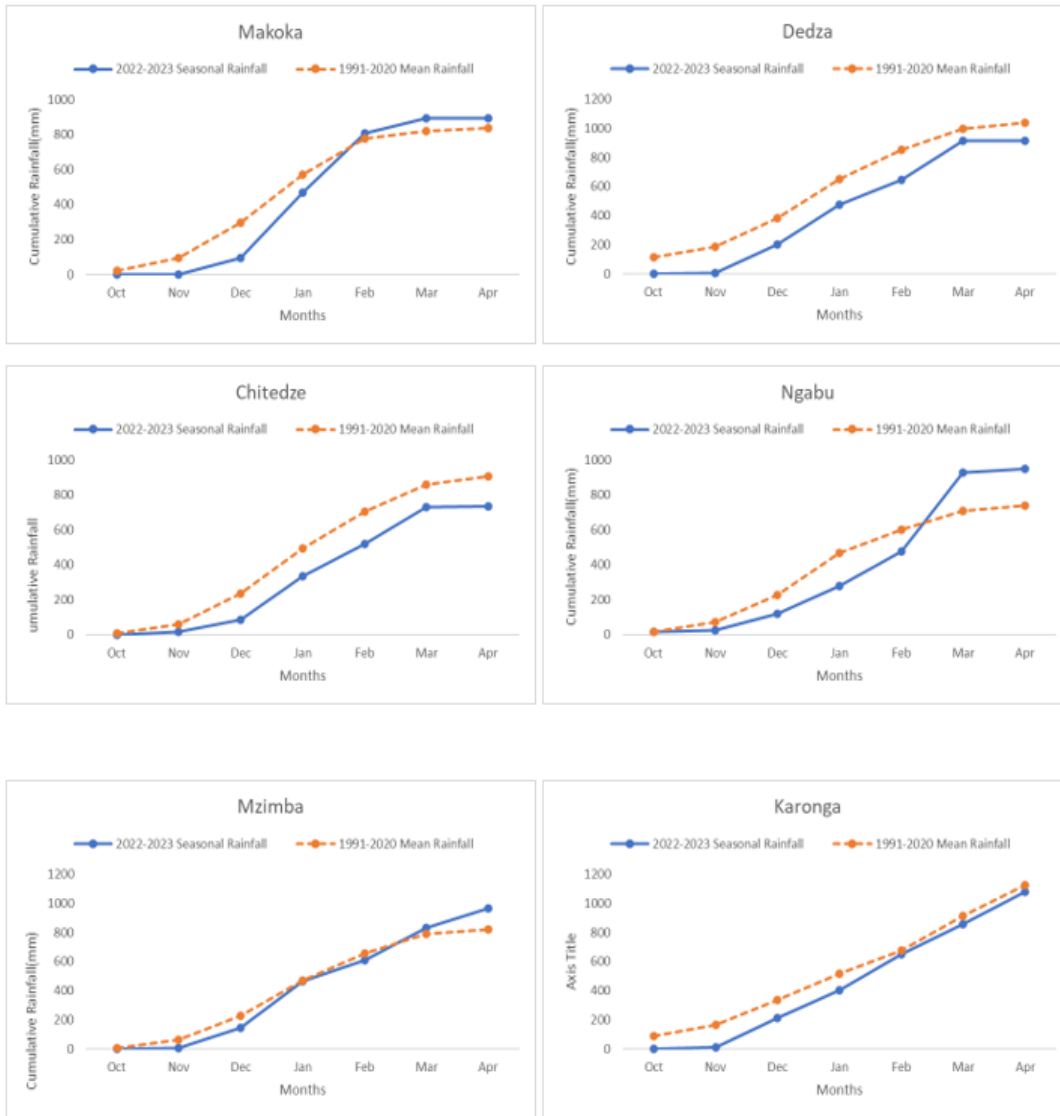 Makoka
2022-2023 Seasonal Rainfall 1991-2020 Mean Rainfall
Cumulative Rainfall(mm)
1000
800
600
400
200
0
Oct Nov Dec Jan Feb Mar Apr
Months
Dedza
2022-2023 Seasonal Rainfall 1991-2020 Mean Rainfall
Cumulative Rainfall(mm)
1200
1000
800
600
400
200
0
Oct Nov Dec Jan Feb Mar Apr
Months
Chitedze
2022-2023 Seasonal Rainfall 1991-2020 Mean Rainfall
umulative Rainfall
1000
800
600
400
200
0
Oct Nov Dec Jan Feb Mar Apr
Months
Ngabu
2022-2023 Seasonal Rainfall 1991-2020 Mean Rainfall
Cumulative Rainfall(mm)
1000
800
600
400
200
0
Oct Nov Dec Jan Feb Mar Apr
Months
Mzimba
2022-2023 Seasonal Rainfall 1991-2020 Mean Rainfall
Cumulative Rainfall(mm)
1200
1000
800
600
400
200
0
Oct Nov Dec Jan Feb Mar Apr
Months
Karonga
2022-2023 Seasonal Rainfall 1991-2020 Mean Rainfall
Axis Title
1200
1000
800
600
400
200
0
Oct Nov Dec Jan Feb Mar Apr
Months